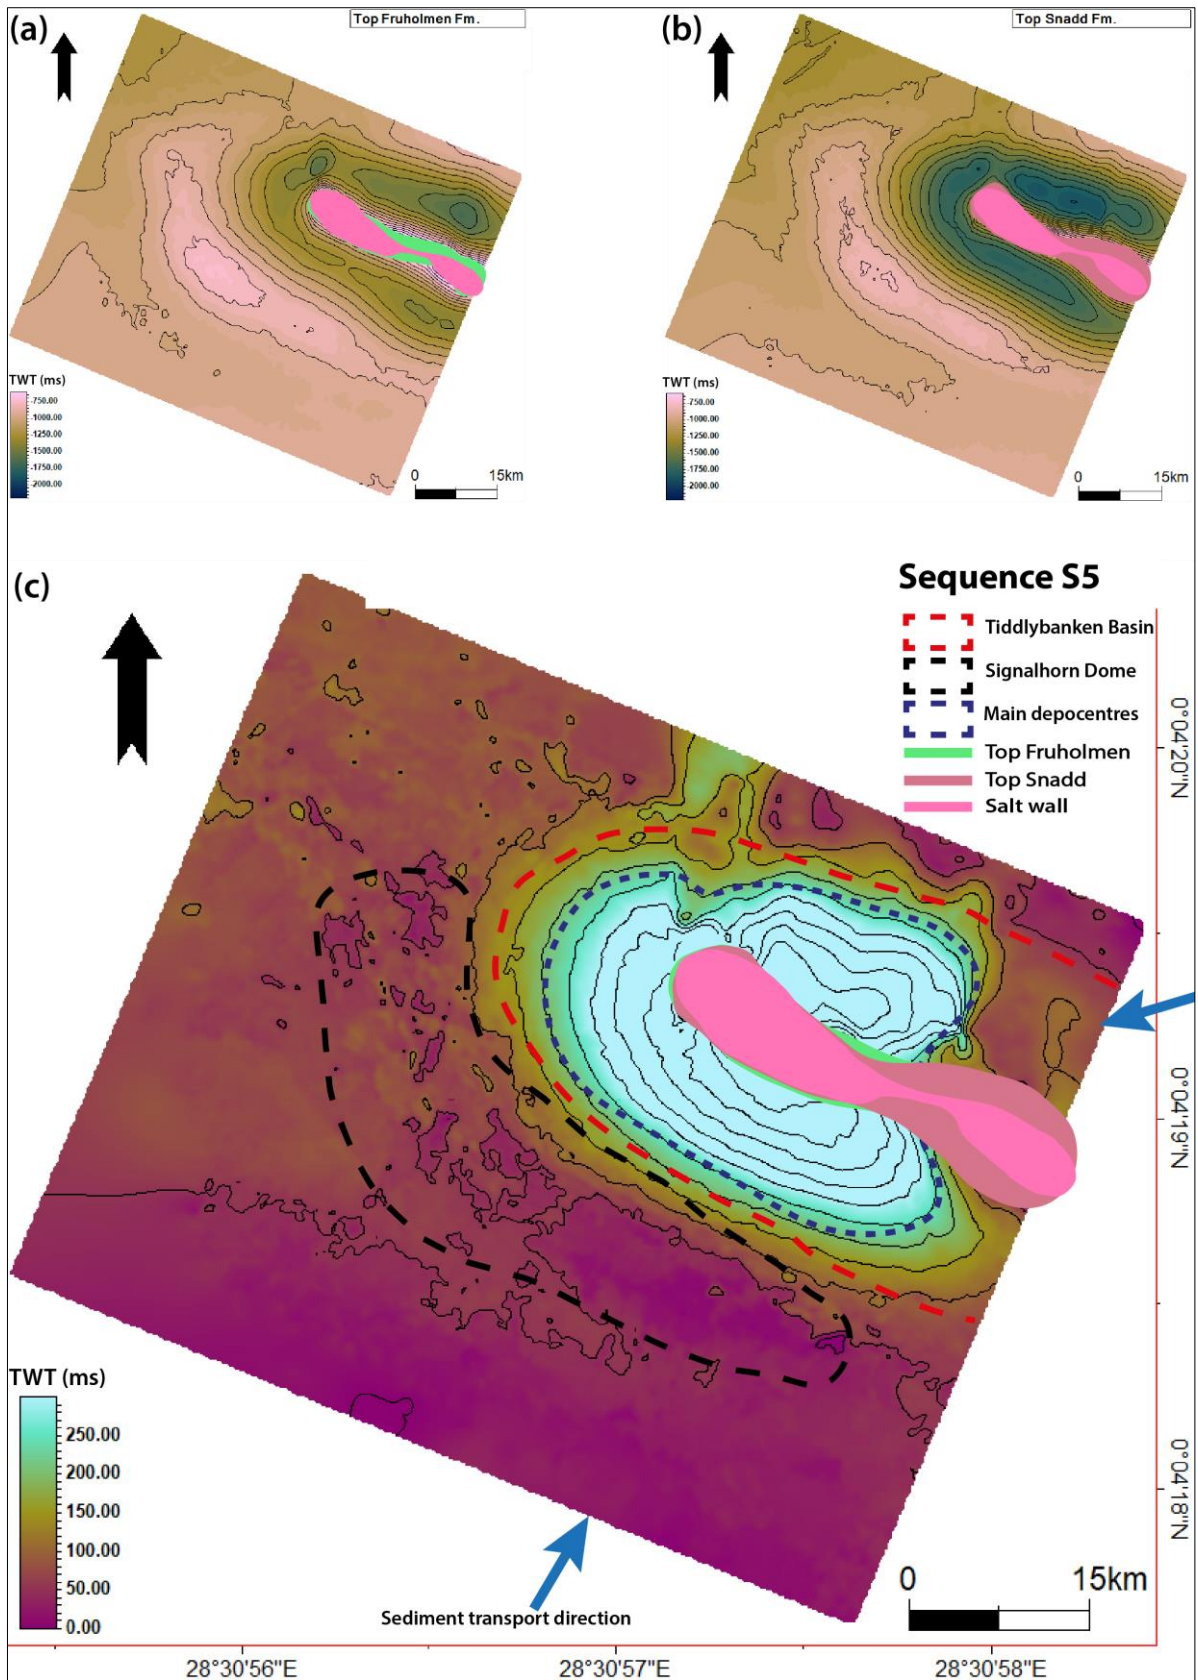 (a)
Top Fruholmen Fm.
(b)
Top Snadd Fm.
TWT (ms)
-750.00
-1000.00
-1250.00
-1500.00
-1750.00
-2000.00
0 15km
TWT (ms)
-750.00
-1000.00
-1250.00
-1500.00
-1750.00
-2000.00
0 15km
(c)
Sequence S5
Tiddlybanken Basin
Signalhorn Dome
Main depocentres
Top Fruholmen
Top Snadd
Salt wall
0°04'20"N
0°04'19"N
0°04'18"N
TWT (ms)
250.00
200.00
150.00
100.00
50.00
0.00
Sediment transport direction
0 15km
28°30'56"E
28°30'57"E
28°30'58"E